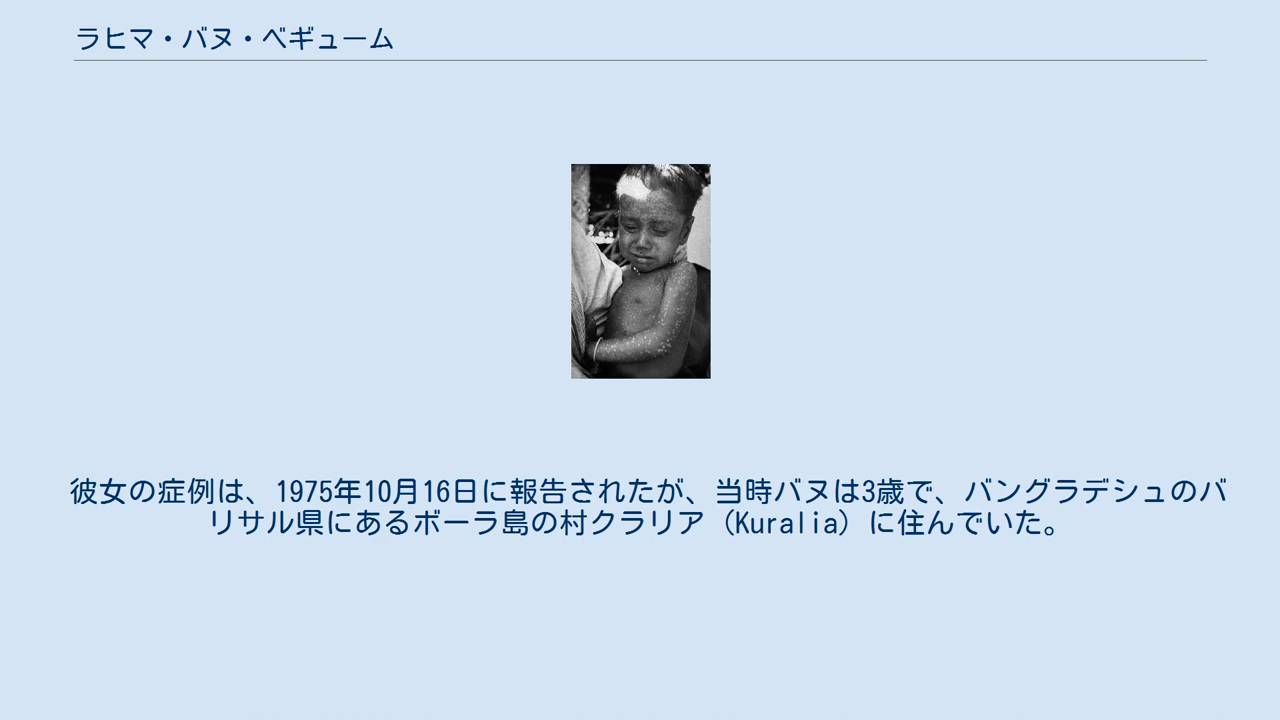 ラヒマ・バヌ・ベギューム
彼女の症例は、1975年10月16日に報告されたが、当時バヌは3歳で、バングラデシュのバ
リサル県にあるボーラ島の村クラリア（Kuralia）に住んでいた。